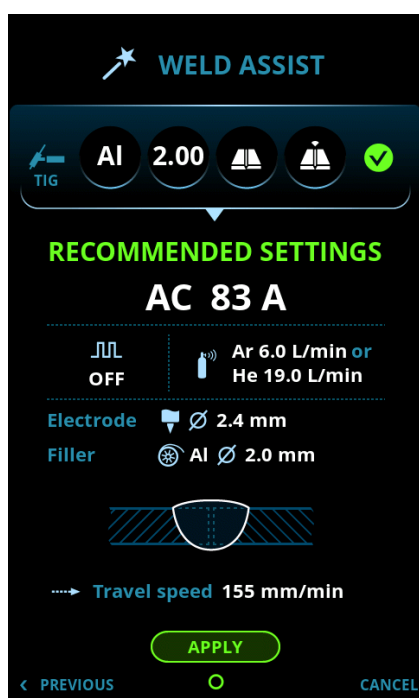 WELD ASSIST
TIG
Al
2.00
RECOMMENDED SETTINGS
AC 83 A
OFF
Ar 6.0 L/min or
He 19.0 L/min
Electrode Ø 2.4 mm
Filler Al Ø 2.0 mm
Travel speed 155 mm/min
APPLY
‹ PREVIOUS
CANCEL